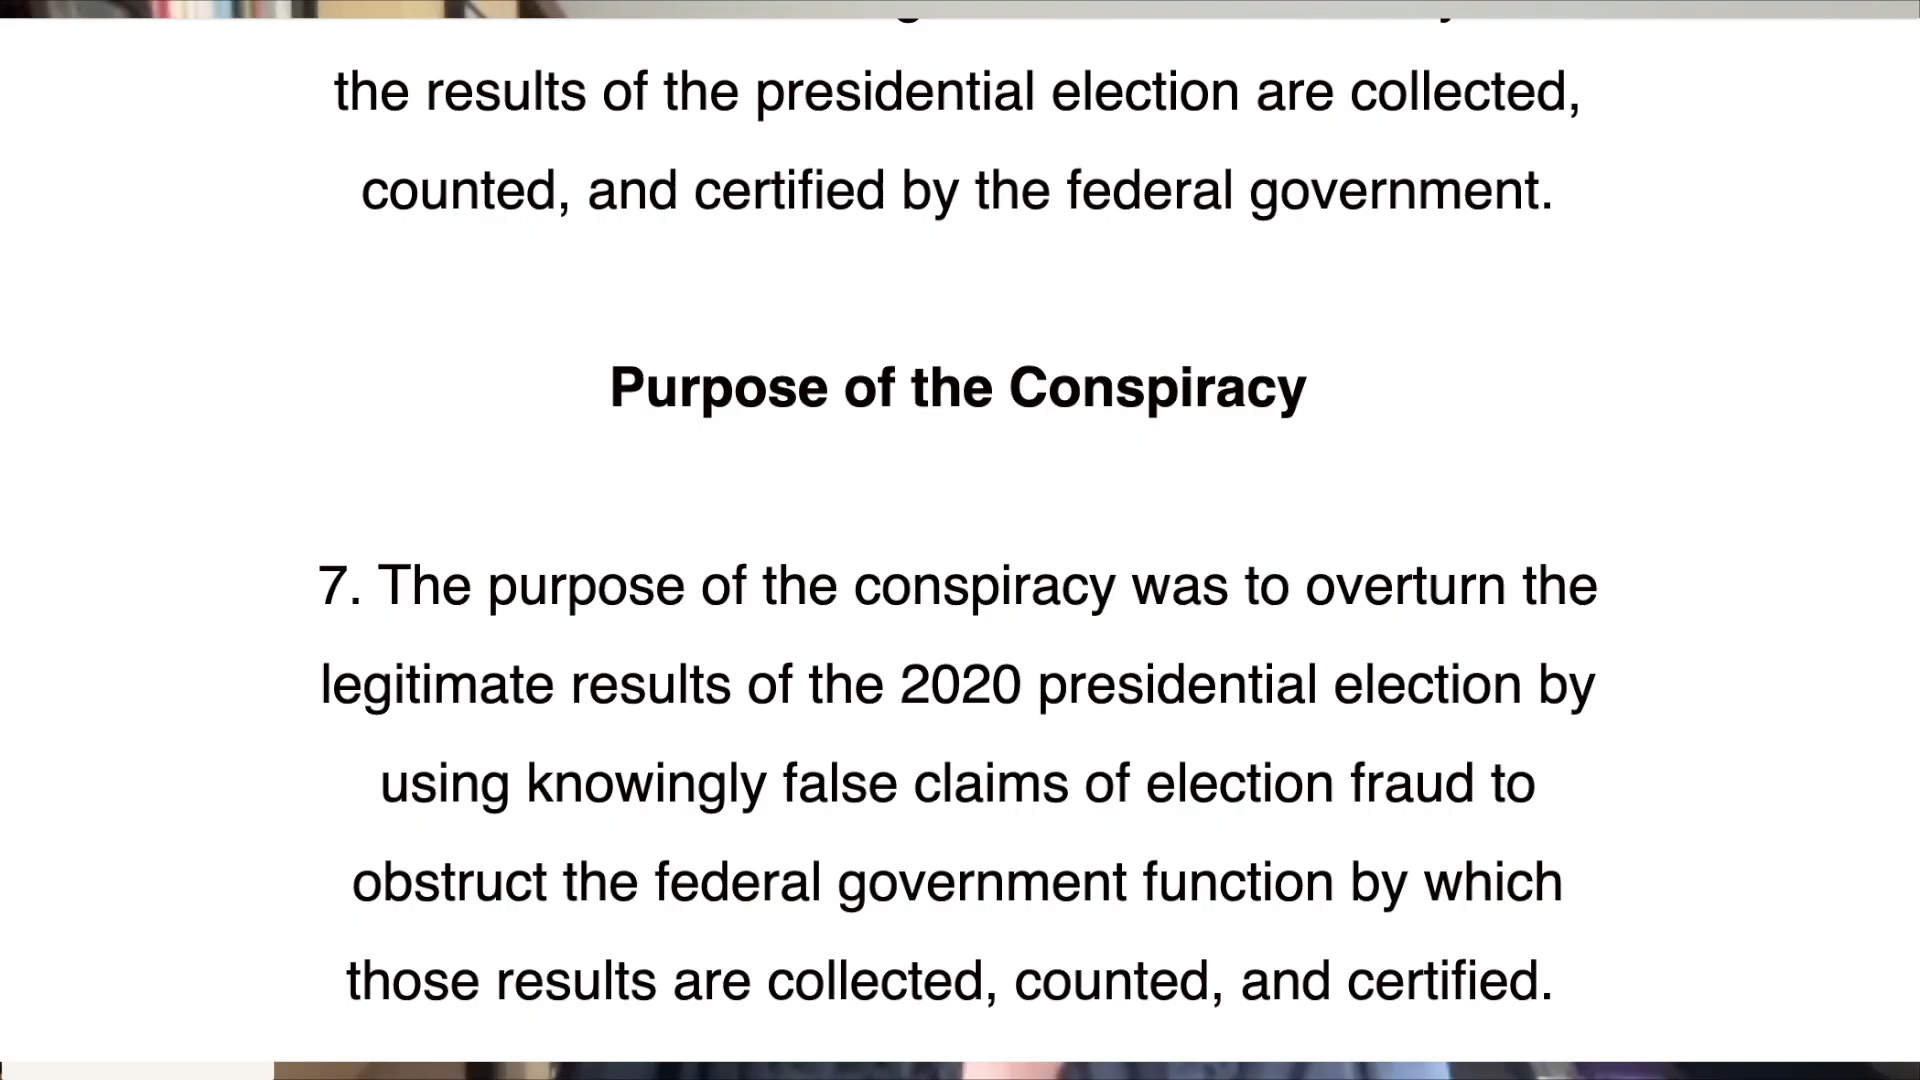 the results of the presidential election are collected,
counted, and certified by the federal government.
Purpose of the Conspiracy
7. The purpose of the conspiracy was to overturn the
legitimate results of the 2020 presidential election by
using knowingly false claims of election fraud to
obstruct the federal government function by which
those results are collected, counted, and certified.